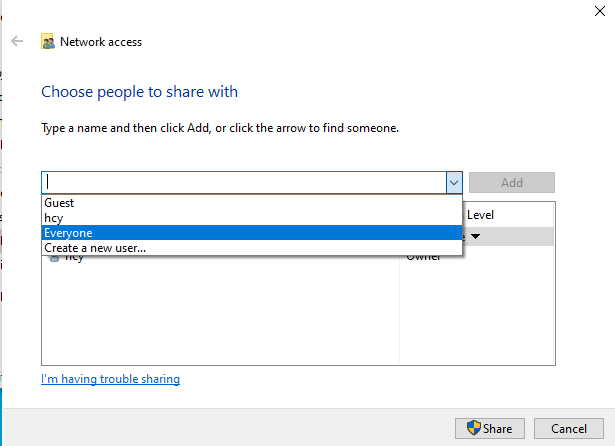 Network access
Choose people to share with
Type a name and then click Add, or click the arrow to find someone.
Add
Guest
hcy
Everyone
Create a new user...
Level
hcy
Owner
I'm having trouble sharing
Share
Cancel